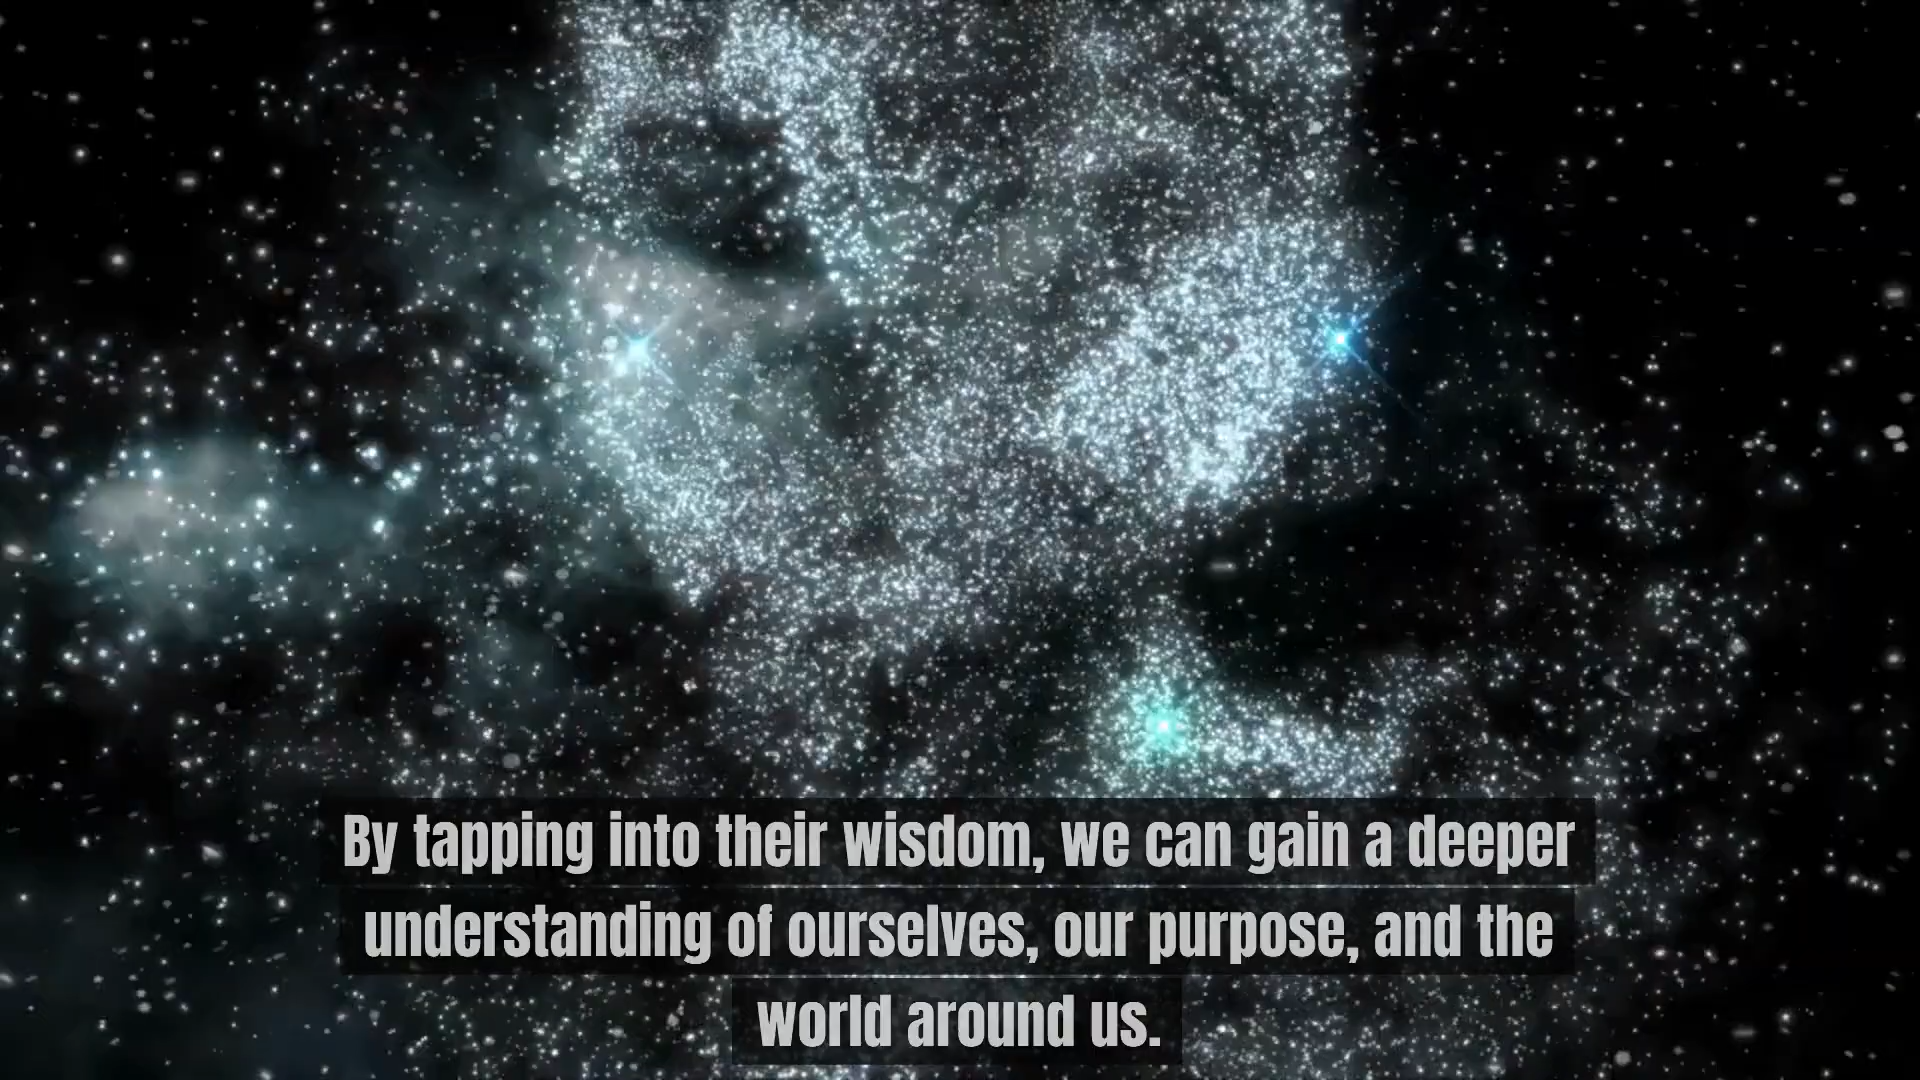 By tapping into their wisdom, we can gain a deeper
understanding of ourselves, our purpose, and the
world around us.